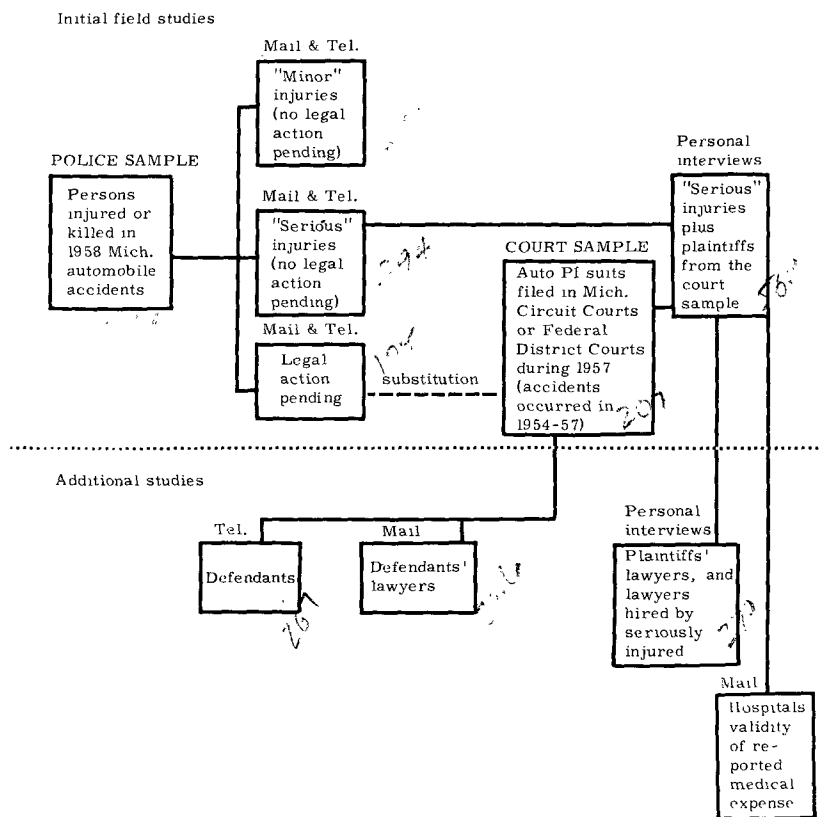 Initial field studies
Mail & Tel.
"Minor"
injuries
(no legal
action
pending)
POLICE SAMPLE
Persons
injured or
killed in
1958 Mich.
automobile
accidents
Mail & Tel.
"Serious"
injuries
(no legal
action
pending)
394
Mail & Tel.
Legal
action
pending
substitution
COURT SAMPLE
Auto PI suits
filed in Mich.
Circuit Courts
or Federal
District Courts
during 1957
(accidents
occurred in
1954-57)
207
Personal
interviews
"Serious"
injuries
plus
plaintiffs
from the
court
sample
Additional studies
Tel.
Defendants
267
Mail
Defendants'
lawyers
Personal
interviews
Plaintiffs'
lawyers, and
lawyers
hired by
seriously
injured
Mail
Hospitals
validity
of re-
ported
medical
expense